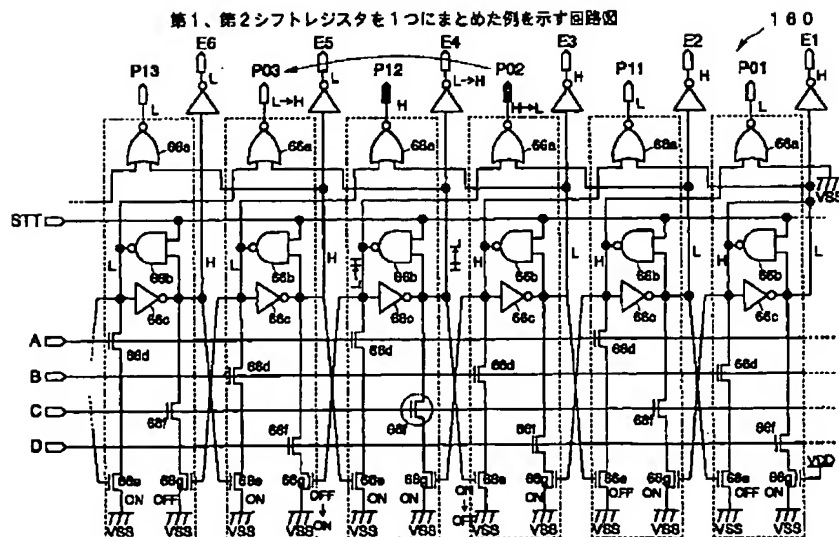 第1、第2シフトレジスタを1つにまとめた例を示す回路図
160
E6 E5 E4 E3 E2 E1
P13 P03 P12 P02 P11 P01
L L L→H L H L→H H→L H L H L H
66a 66a 66a 66a 66a 66a
VSS
STT
66b 66b 66b 66b 66b 66b
L H L H L→H H→L H L H L H L
66c 66c 66c 66c 66c 66c
A
66d 66d 66d
B
66d 66d 66d
C
66f 66f 66f
D
66f 66f 66f
VDD
66e 66g 66e 66g 66e 66g 66e 66g 66e 66g 66e 66g
ON OFF ON OFF↓ON ON ON ON↓OFF ON OFF ON OFF ON
VSS VSS VSS VSS VSS VSS VSS VSS VSS VSS VSS VSS